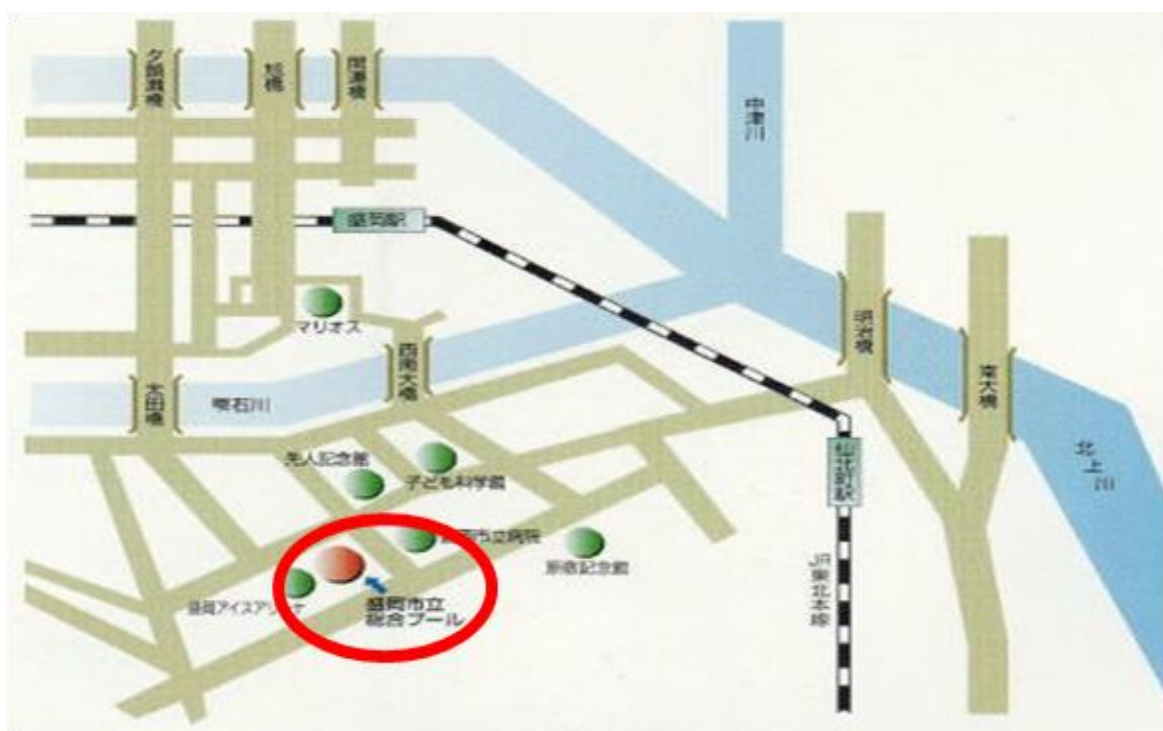 夕顔瀬橋
旭橋
開運橋
中津川
盛岡駅
マリオス
明治橋
西南大橋
南大橋
太田橋
雫石川
北上川
先人記念館
子ども科学館
仙北町駅
岡市立病院
原敬記念館
JR東北本線
盛岡アイスアリーナ
盛岡市立
総合プール